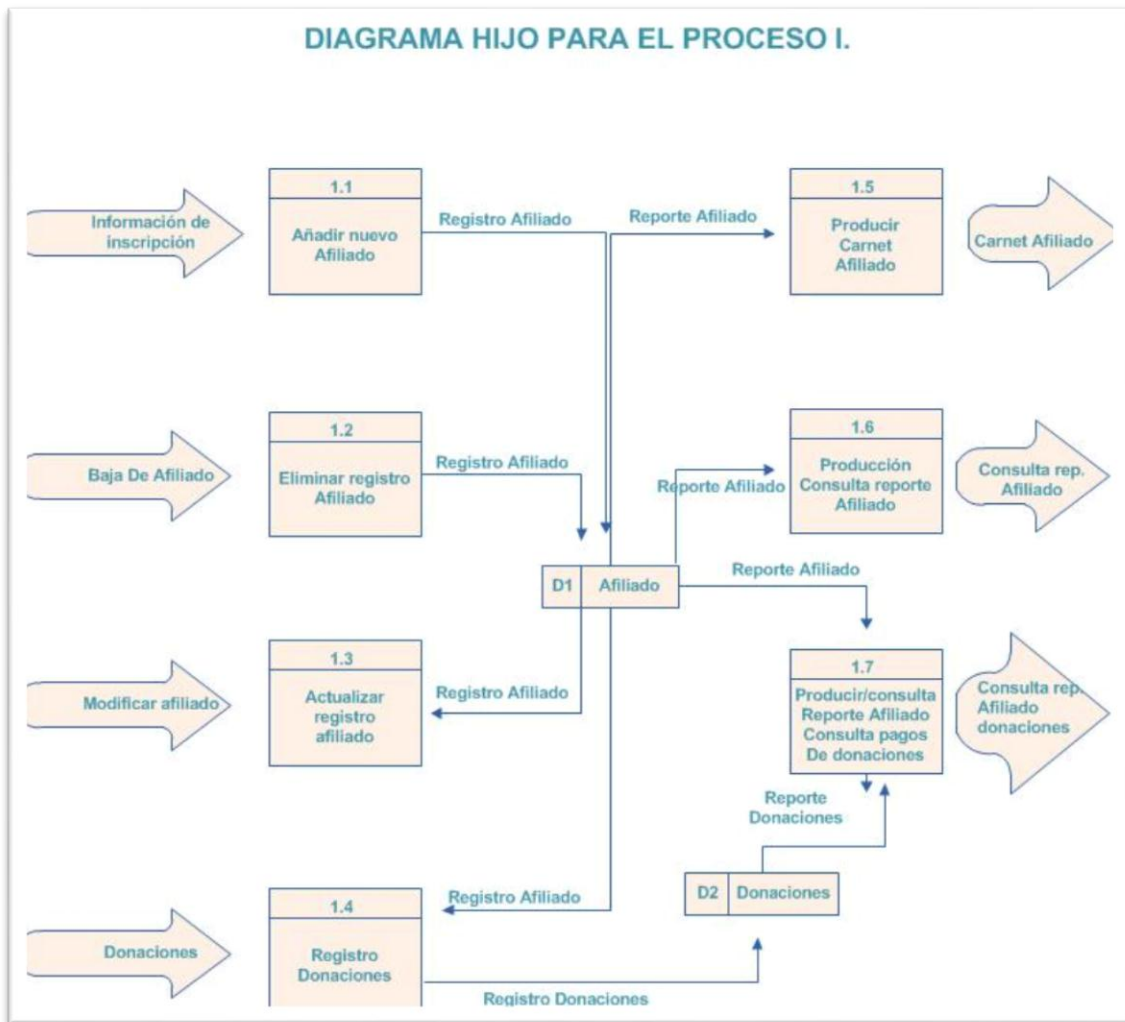 DIAGRAMA HIJO PARA EL PROCESO I.
Información de
inscripción
1.1
Añadir nuevo
Afiliado
Registro Afiliado
Reporte Afiliado
1.5
Producir
Carnet
Afiliado
Carnet Afiliado
Baja De Afiliado
1.2
Eliminar registro
Afiliado
Registro Afiliado
Reporte Afiliado
1.6
Producción
Consulta reporte
Afiliado
Consulta rep.
Afiliado
D1
Afiliado
Reporte Afiliado
Modificar afiliado
1.3
Actualizar
registro
afiliado
Registro Afiliado
1.7
Producir/consulta
Reporte Afiliado
Consulta pagos
De donaciones
Consulta rep.
Afiliado
donaciones
Reporte
Donaciones
D2
Donaciones
Donaciones
1.4
Registro
Donaciones
Registro Afiliado
Registro Donaciones